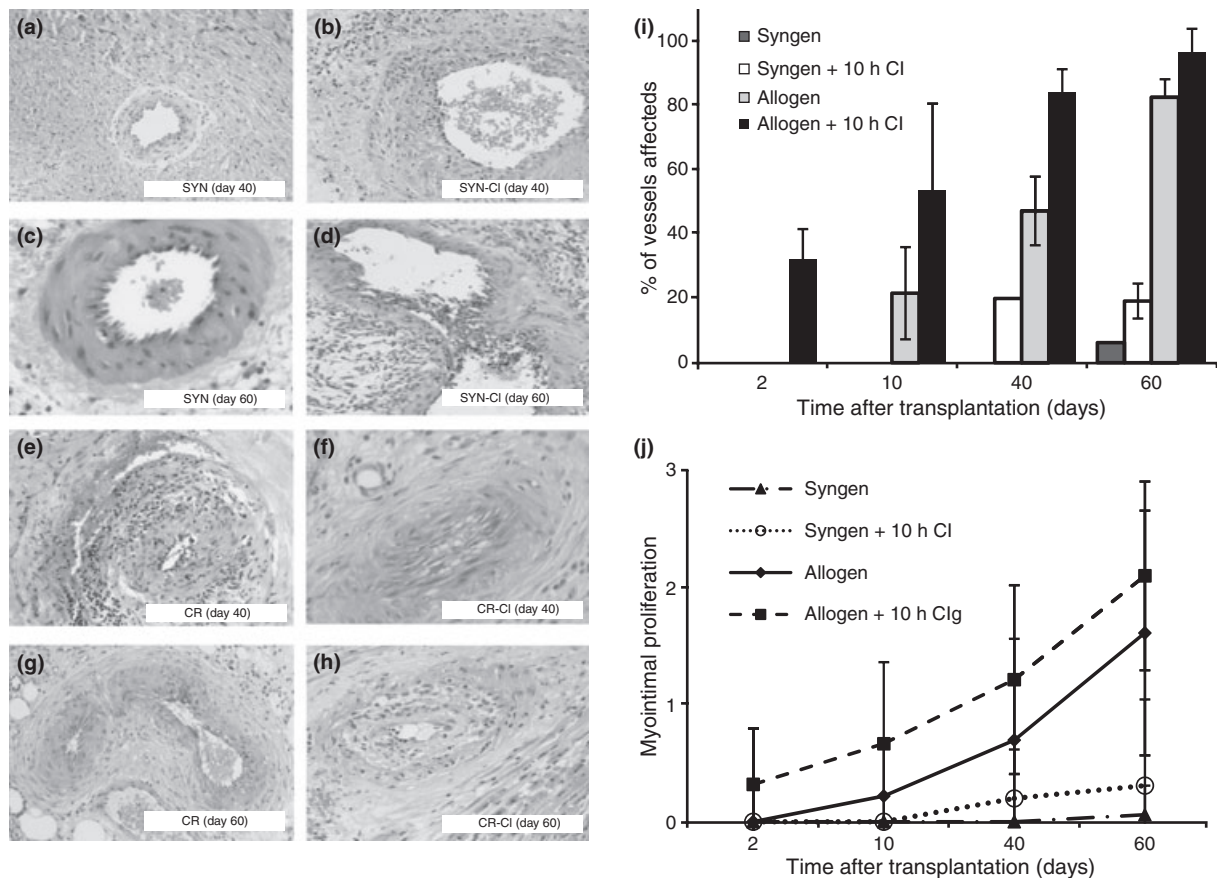 (a)
SYN (day 40)
(b)
SYN-CI (day 40)
(c)
SYN (day 60)
(d)
SYN-CI (day 60)
(e)
CR (day 40)
(f)
CR-CI (day 40)
(g)
CR (day 60)
(h)
CR-CI (day 60)
(i)
Syngen
Syngen + 10 h CI
Allogen
Allogen + 10 h CI
% of vessels affecteds
100
80
60
40
20
0
2 10 40 60
Time after transplantation (days)
(j)
Syngen
Syngen + 10 h CI
Allogen
Allogen + 10 h CIg
Myointimal proliferation
3
2
1
0
2 10 40 60
Time after transplantation (days)